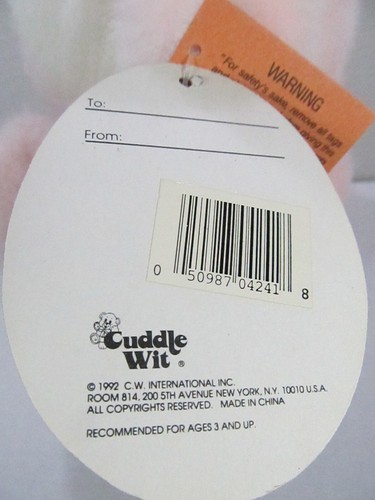 WARNING
"For safety's sake, remove all tags
To:
From:
0 50987 04241 8
Cuddle
Wit ®
© 1992 C.W. INTERNATIONAL INC.
ROOM 814, 200 5TH AVENUE NEW YORK, N.Y. 10010 U.S.A.
ALL COPYRIGHTS RESERVED. MADE IN CHINA
RECOMMENDED FOR AGES 3 AND UP.